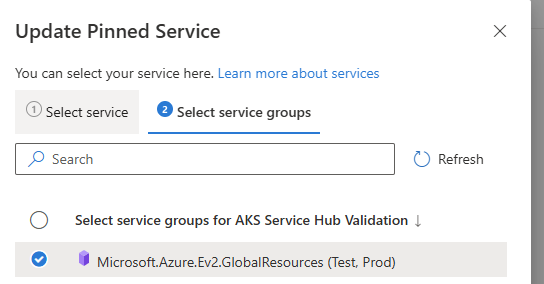 Update Pinned Service
You can select your service here. Learn more about services
1 Select service
2 Select service groups
Search
Refresh
Select service groups for AKS Service Hub Validation ↓
Microsoft.Azure.Ev2.GlobalResources (Test, Prod)